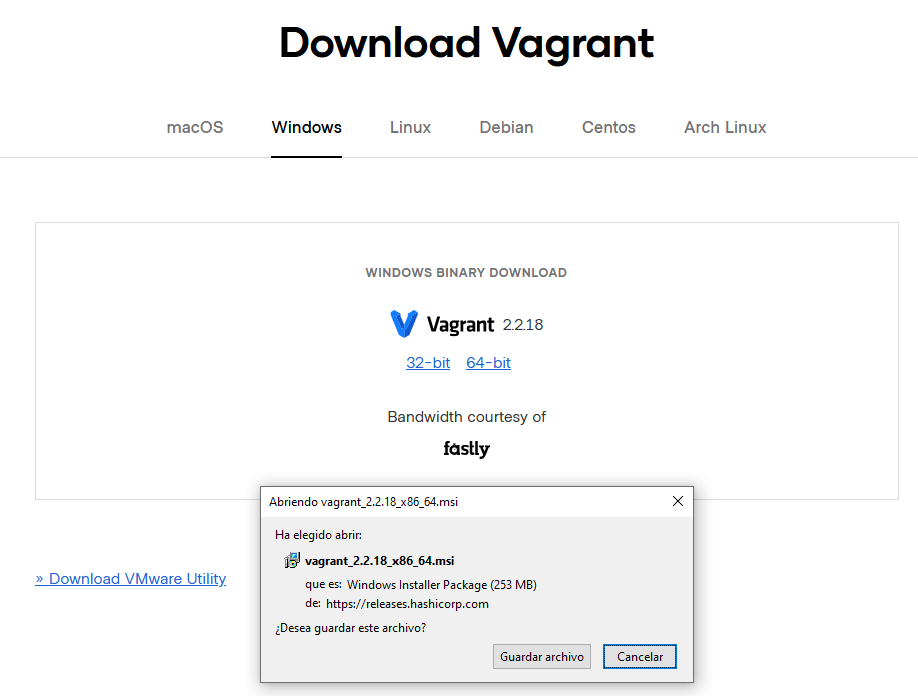 Download Vagrant
macOS Windows Linux Debian Centos Arch Linux
WINDOWS BINARY DOWNLOAD
Vagrant 2.2.18
32-bit 64-bit
Bandwidth courtesy of
fastly
» Download VMware Utility
Abriendo vagrant_2.2.18_x86_64.msi
Ha elegido abrir:
vagrant_2.2.18_x86_64.msi
que es: Windows Installer Package (253 MB)
de: https://releases.hashicorp.com
¿Desea guardar este archivo?
Guardar archivo Cancelar